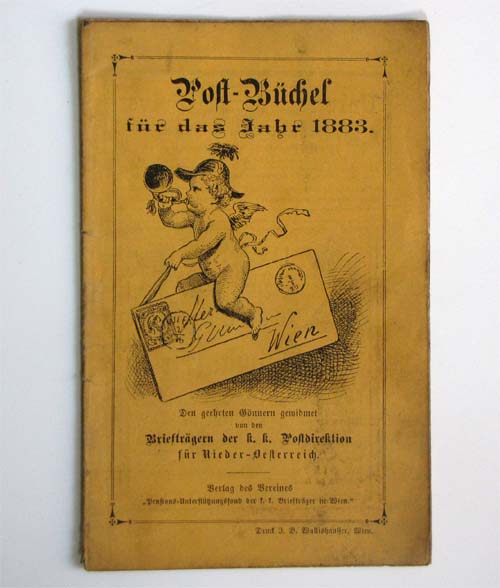 Post-Büchel
für das Jahr 1883.
Wien
Den geehrten Gönnern gewidmet
von den
Briefträgern der k. k. Postdirektion
für Nieder-Oesterreich.
Verlag des Vereines
„Pensions-Unterstützungsfond der k. k. Briefträger in Wien."
Druck J. B. Wallishausser, Wien.